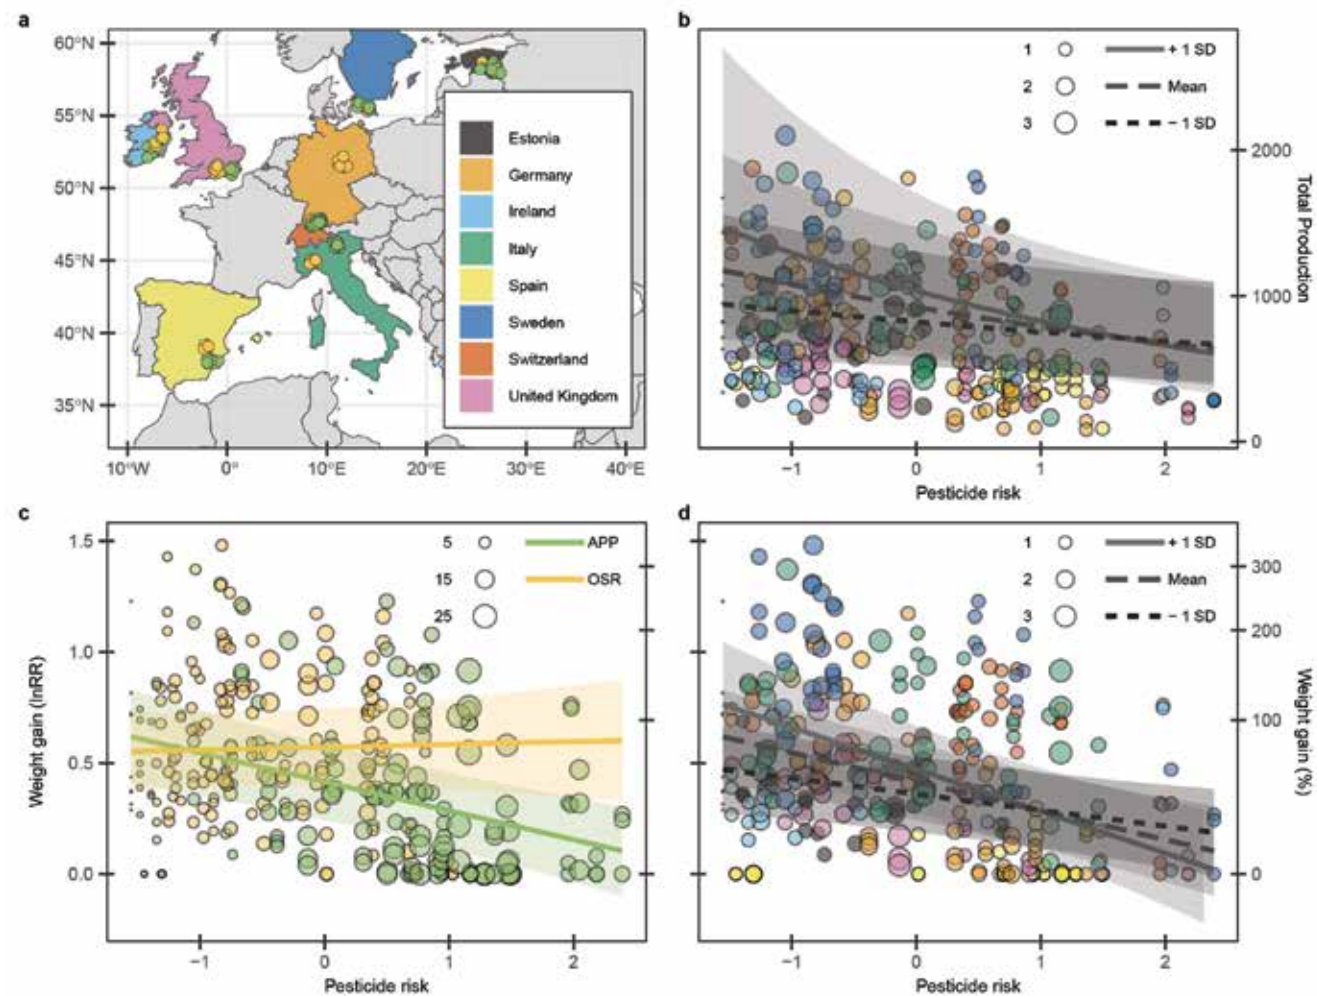 a
60°N
55°N
50°N
45°N
40°N
35°N
10°W
0°
10°E
20°E
30°E
40°E
Estonia
Germany
Ireland
Italy
Spain
Sweden
Switzerland
United Kingdom
b
1
2
3
+ 1 SD
Mean
− 1 SD
2000
1000
0
Total Production
−1
0
1
2
Pesticide risk
c
1.5
1.0
0.5
0.0
Weight gain (lnRR)
5
15
25
APP
OSR
−1
0
1
2
Pesticide risk
d
1
2
3
+ 1 SD
Mean
− 1 SD
300
200
100
0
Weight gain (%)
−1
0
1
2
Pesticide risk